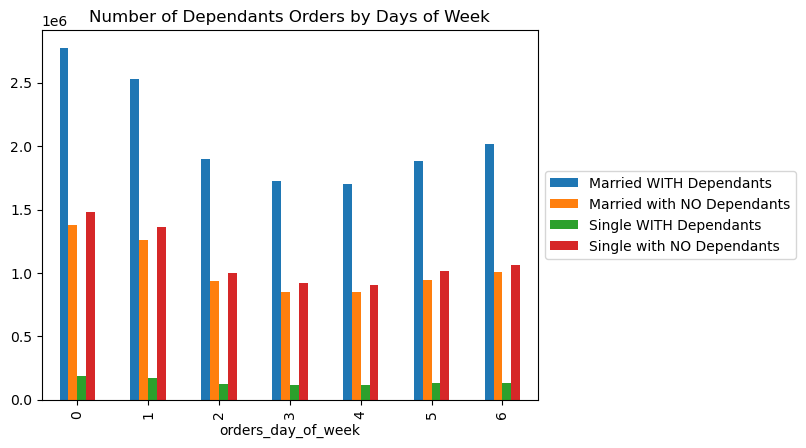 Number of Dependants Orders by Days of Week
1e6
2.5
2.0
1.5
1.0
0.5
0.0
0 1 2 3 4 5 6
orders_day_of_week
Married WITH Dependants
Married with NO Dependants
Single WITH Dependants
Single with NO Dependants